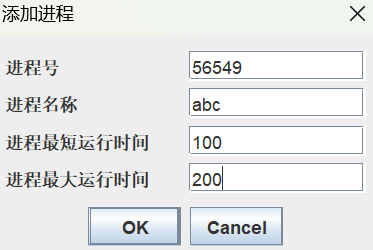 添加进程
进程号 56549
进程名称 abc
进程最短运行时间 100
进程最大运行时间 200
OK Cancel